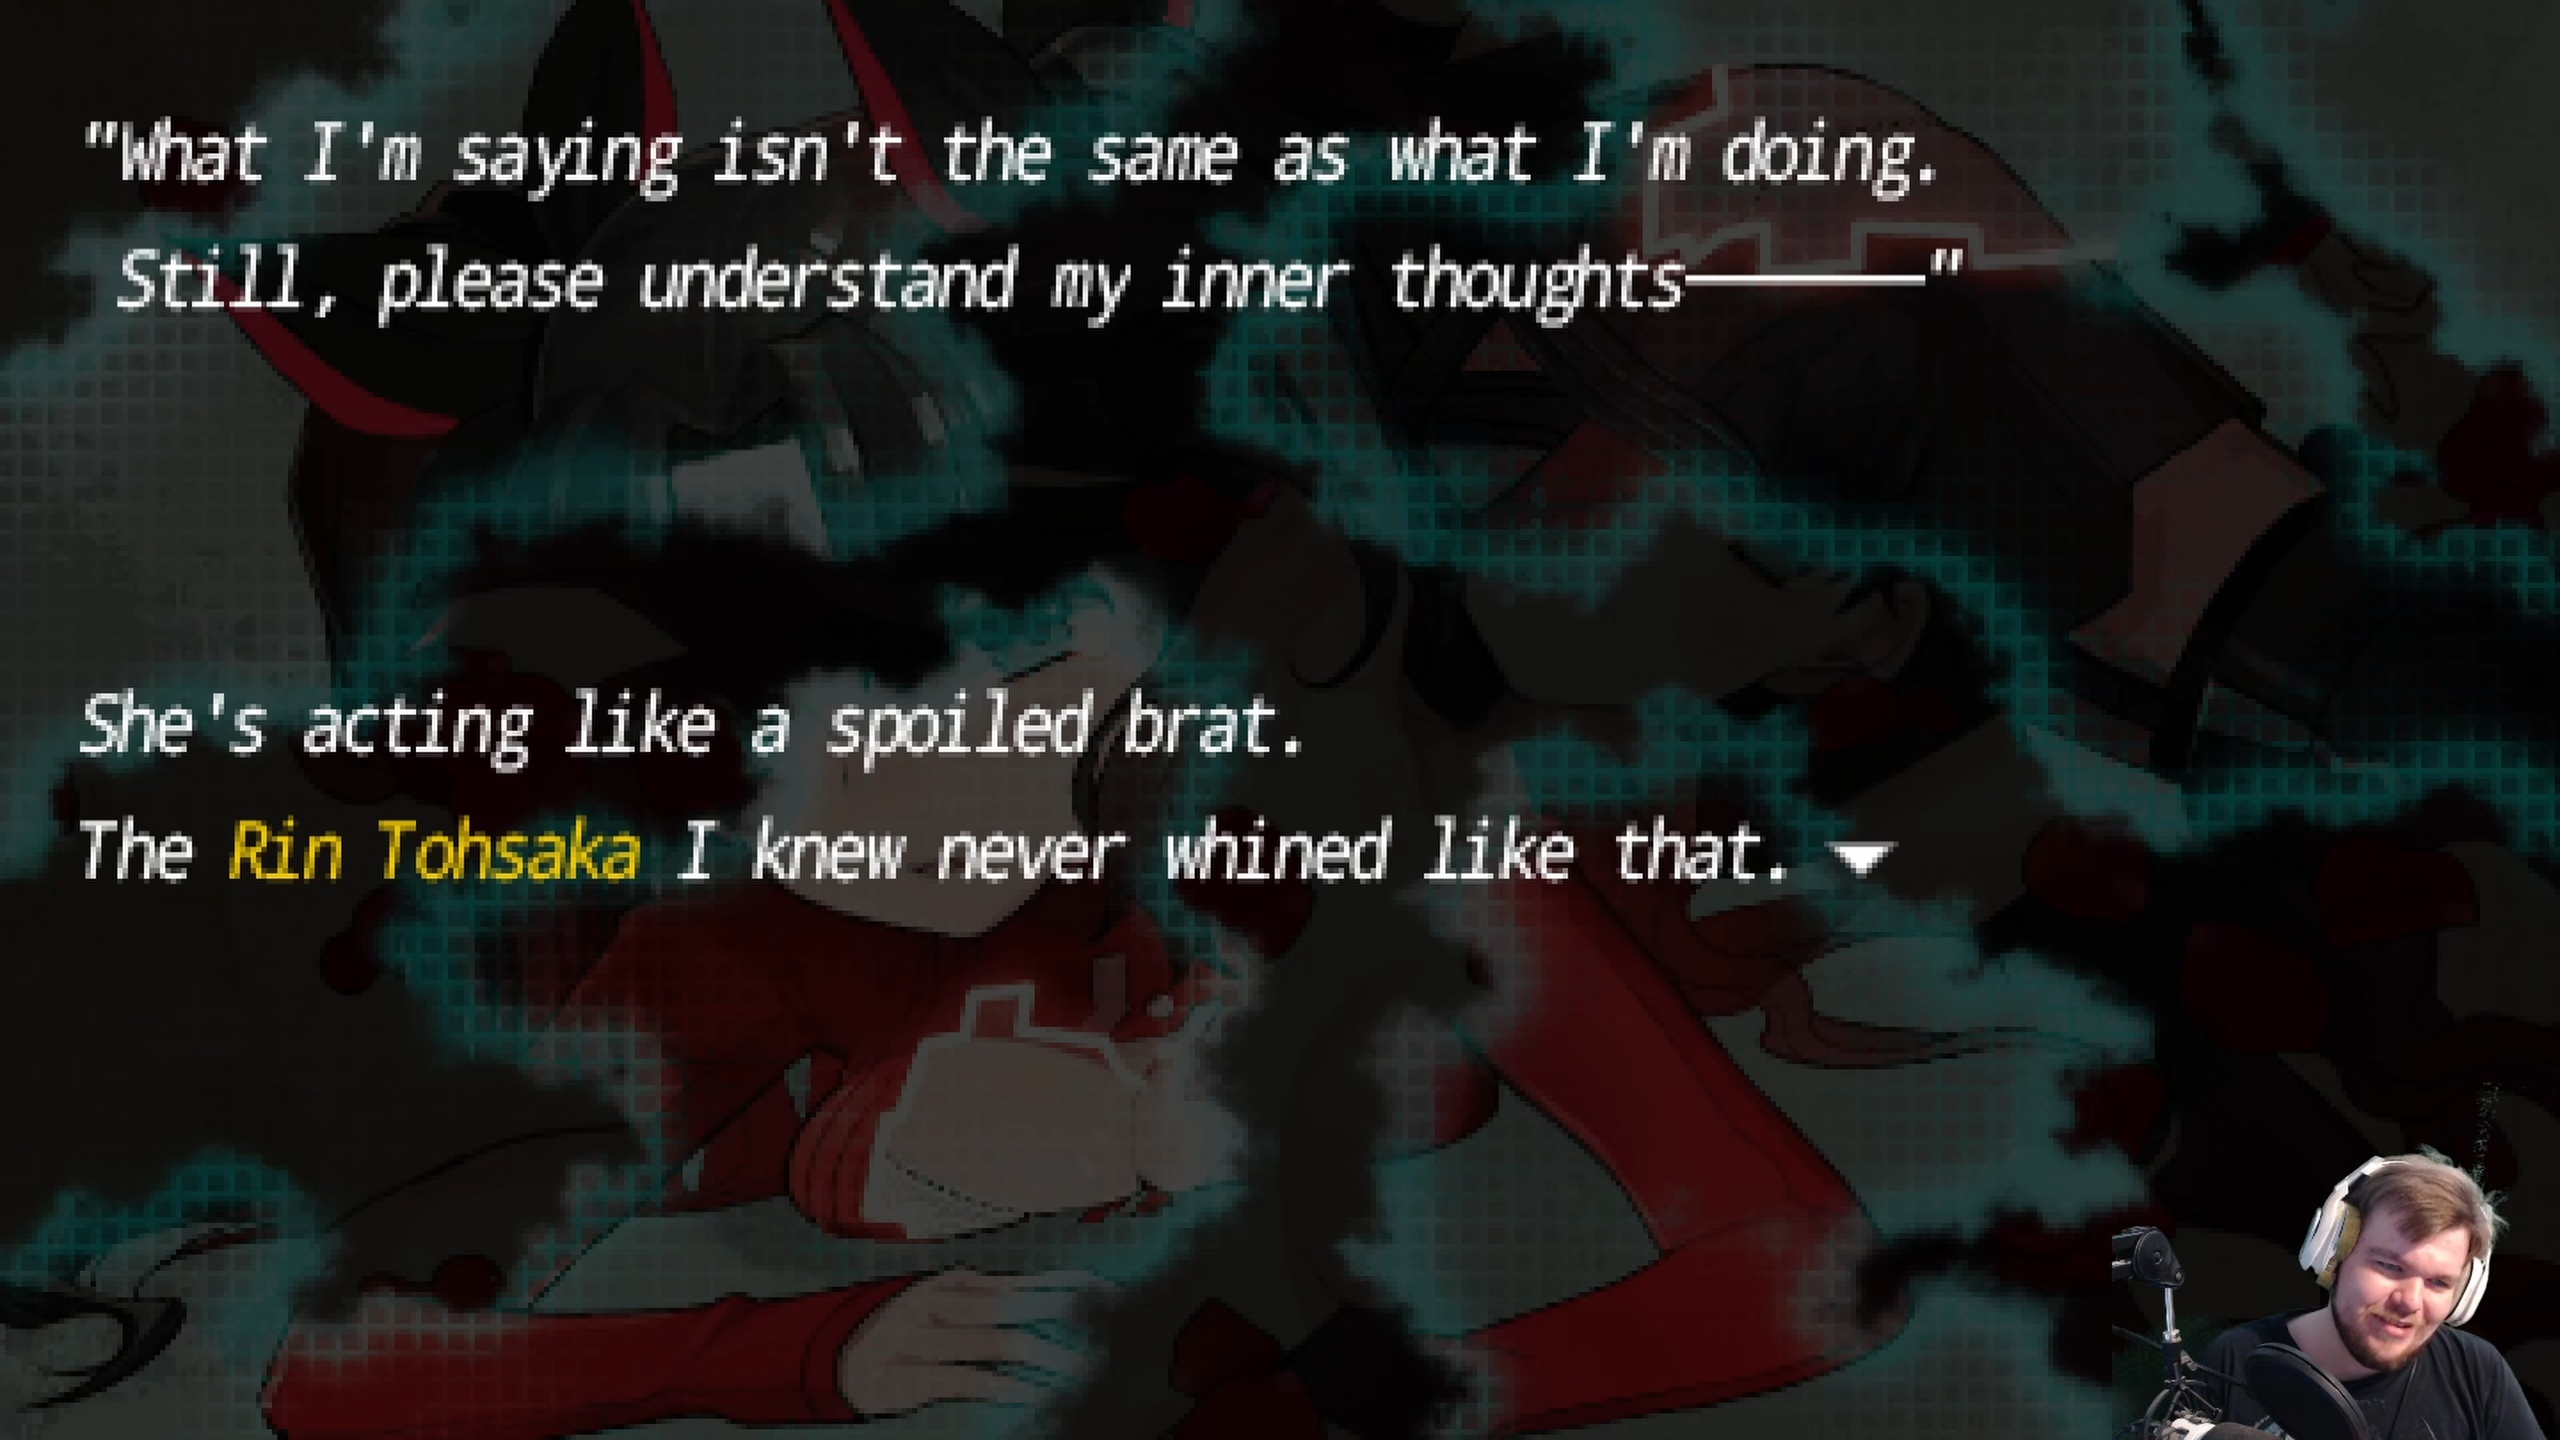 "What I'm saying isn't the same as what I'm doing.
Still, please understand my inner thoughts———"
She's acting like a spoiled brat.
The Rin Tohsaka I knew never whined like that.